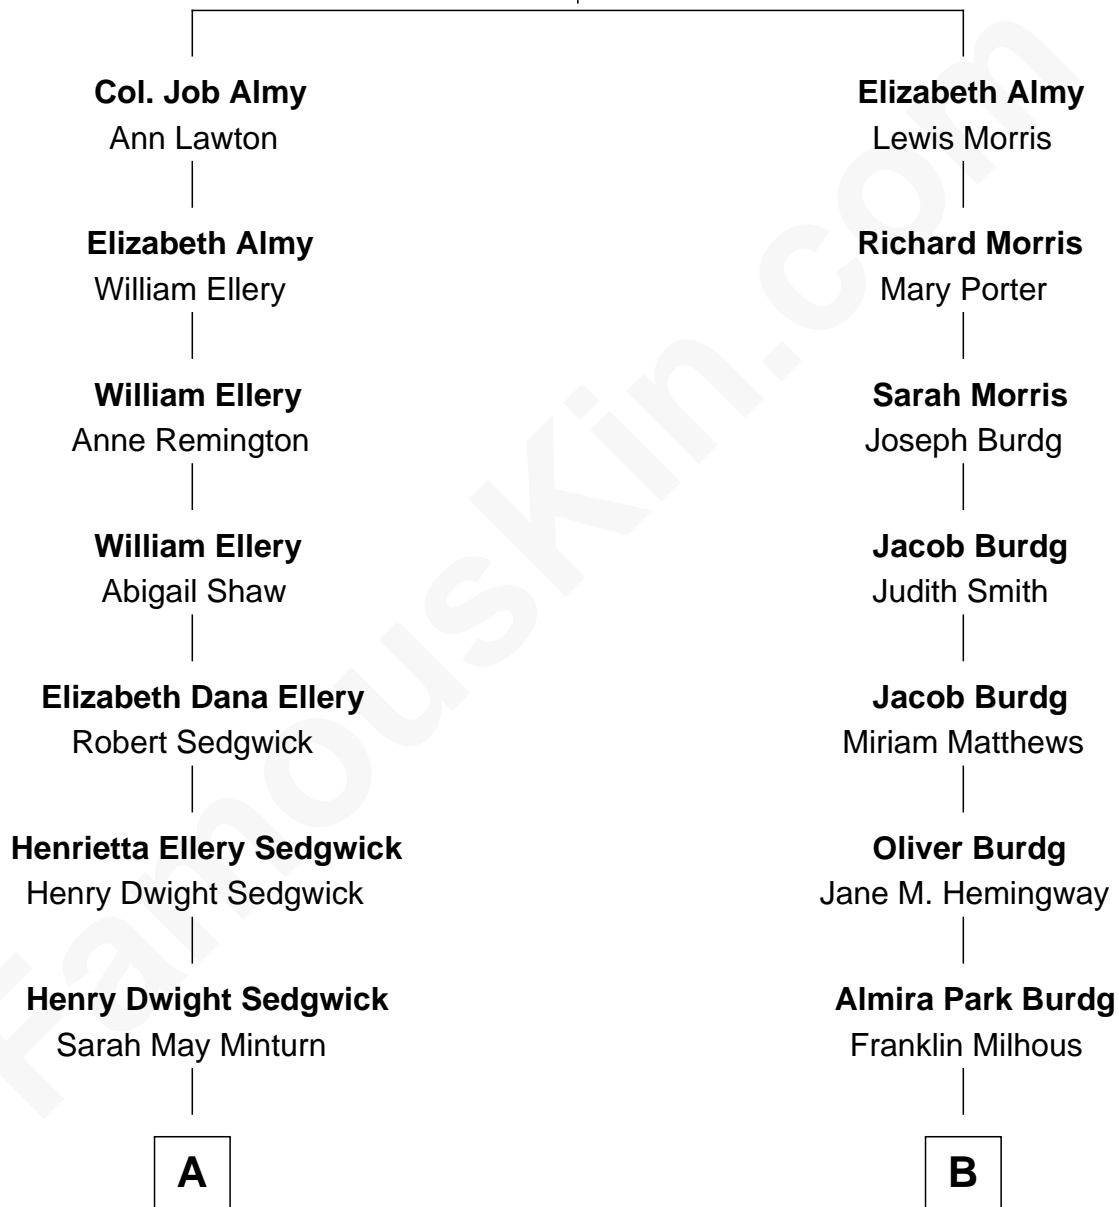 Col. Job Almy
Ann Lawton
Elizabeth Almy
William Ellery
William Ellery
Anne Remington
William Ellery
Abigail Shaw
Elizabeth Dana Ellery
Robert Sedgwick
Henrietta Ellery Sedgwick
Henry Dwight Sedgwick
Henry Dwight Sedgwick
Sarah May Minturn
A
Elizabeth Almy
Lewis Morris
Richard Morris
Mary Porter
Sarah Morris
Joseph Burdg
Jacob Burdg
Judith Smith
Jacob Burdg
Miriam Matthews
Oliver Burdg
Jane M. Hemingway
Almira Park Burdg
Franklin Milhous
B
FamousKin.com